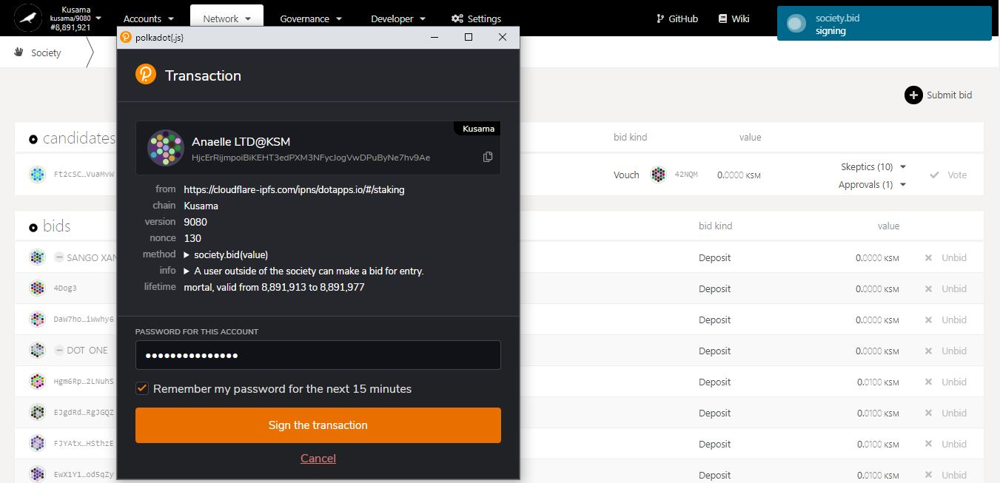 Kusama
kusama/9080
#8,891,921
Accounts
Network
Governance
Developer
Settings
GitHub
Wiki
society.bid
signing
Society
polkadot{.js}
Transaction
Submit bid
Kusama
Anaelle LTD@KSM
HjcErRijmpoiBiKEHT3edPXM3NFycJogVwDPuByNe7hv9Ae
from https://cloudflare-ipfs.com/ipns/dotapps.io/#/staking
chain Kusama
version 9080
nonce 130
method society.bid(value)
info A user outside of the society can make a bid for entry.
lifetime mortal, valid from 8,891,913 to 8,891,977
PASSWORD FOR THIS ACCOUNT
Remember my password for the next 15 minutes
Sign the transaction
Cancel
candidates bid kind value
Ft2cSC…VuaMvW Vouch 42NQM 0.0000 KSM Skeptics (10) Vote
Approvals (1)
bids bid kind value
SANGO XAN Deposit 0.0000 KSM Unbid
4Dog3 Deposit 0.0000 KSM Unbid
DaW7ho…iWwhy6 Deposit 0.0000 KSM Unbid
DOT ONE Deposit 0.0000 KSM Unbid
Hgm6Rp…2LNuhS Deposit 0.0100 KSM Unbid
EJgdRd…RgJGQZ Deposit 0.0100 KSM Unbid
FJYAtx…HSthzE Deposit 0.0100 KSM Unbid
EwX1Y1…od5qZy Deposit 0.0100 KSM Unbid